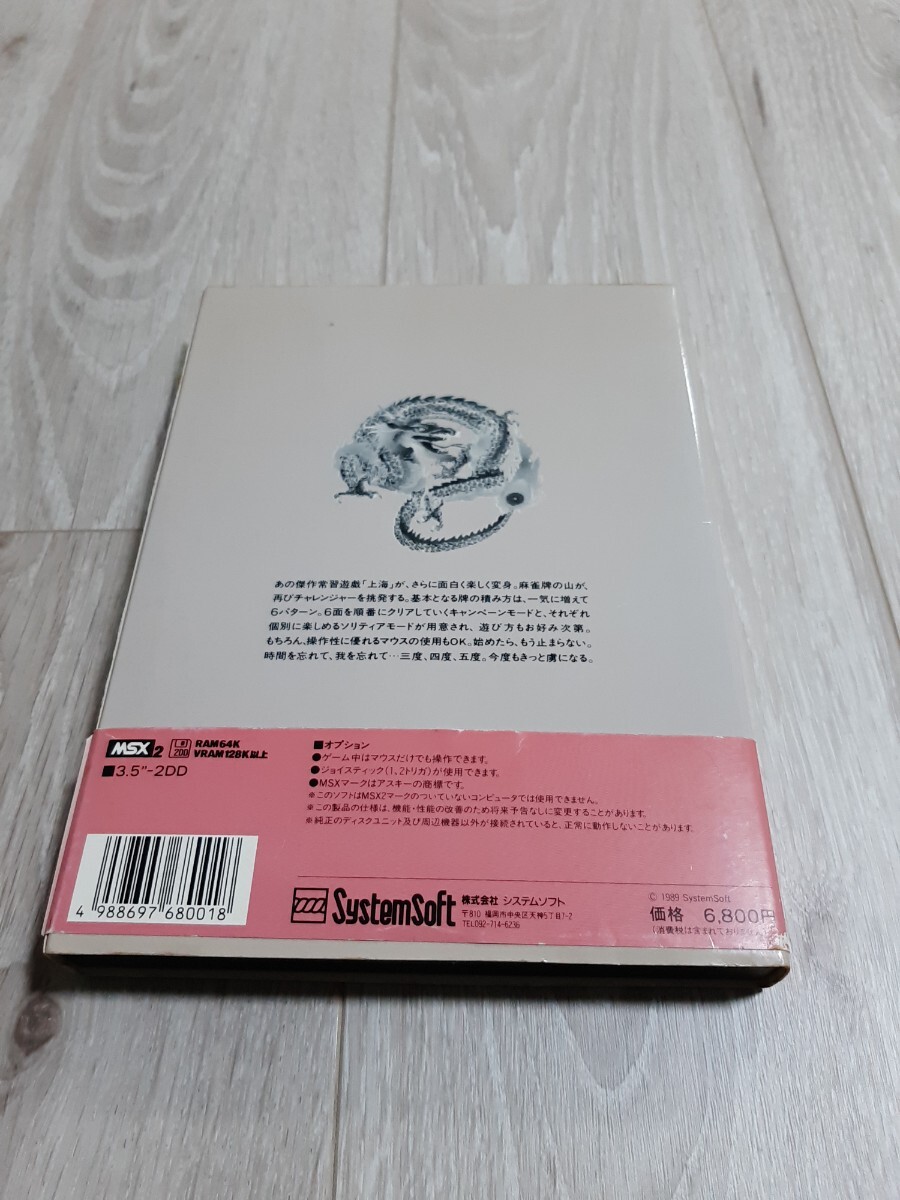 あの傑作常習遊戯「上海」が、さらに面白く楽しく変身。麻雀牌の山が、
再びチャレンジャーを挑発する。基本となる牌の積み方は、一気に増えて
6パターン。6面を順番にクリアしていくキャンペーンモードと、それぞれ
個別に楽しめるソリティアモードが用意され、遊び方もお好み次第。
もちろん、操作性に優れるマウスの使用もOK。始めたら、もう止まらない。
時間を忘れて、我を忘れて…三度、四度、五度。今度もきっと虜になる。
MSX2 2DD RAM64K
VRAM128K以上
■3.5"-2DD
■オプション
●ゲーム中はマウスだけでも操作できます。
●ジョイスティック(1,2トリガ)が使用できます。
●MSXマークはアスキーの商標です。
※このソフトはMSX2マークのついていないコンピュータでは使用できません。
※この製品の仕様は、機能・性能の改善のため将来予告なしに変更することがあります。
※純正のディスクユニット及び周辺機器以外が接続されていると、正常に動作しないことがあります。
4 988697 680018
SystemSoft
株式会社 システムソフト
〒810 福岡市中央区天神5丁目7-2
TEL092-714-6236
© 1989 SystemSoft
価格 6,800円
(消費税は含まれておりません)